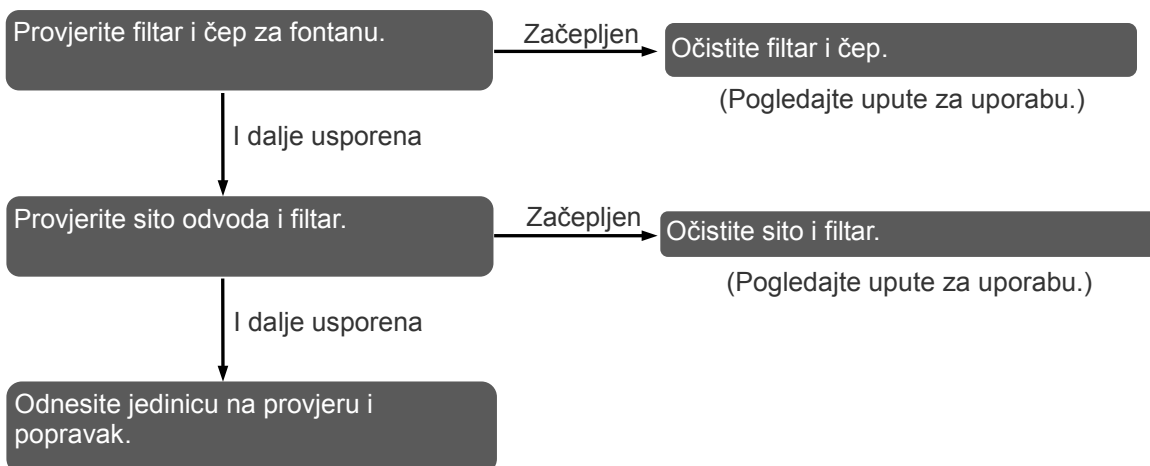 Provjerite filtar i čep za fontanu.
Začepljen
Očistite filtar i čep.
(Pogledajte upute za uporabu.)
I dalje usporena
Provjerite sito odvoda i filtar.
Začepljen
Očistite sito i filtar.
(Pogledajte upute za uporabu.)
I dalje usporena
Odnesite jedinicu na provjeru i
popravak.